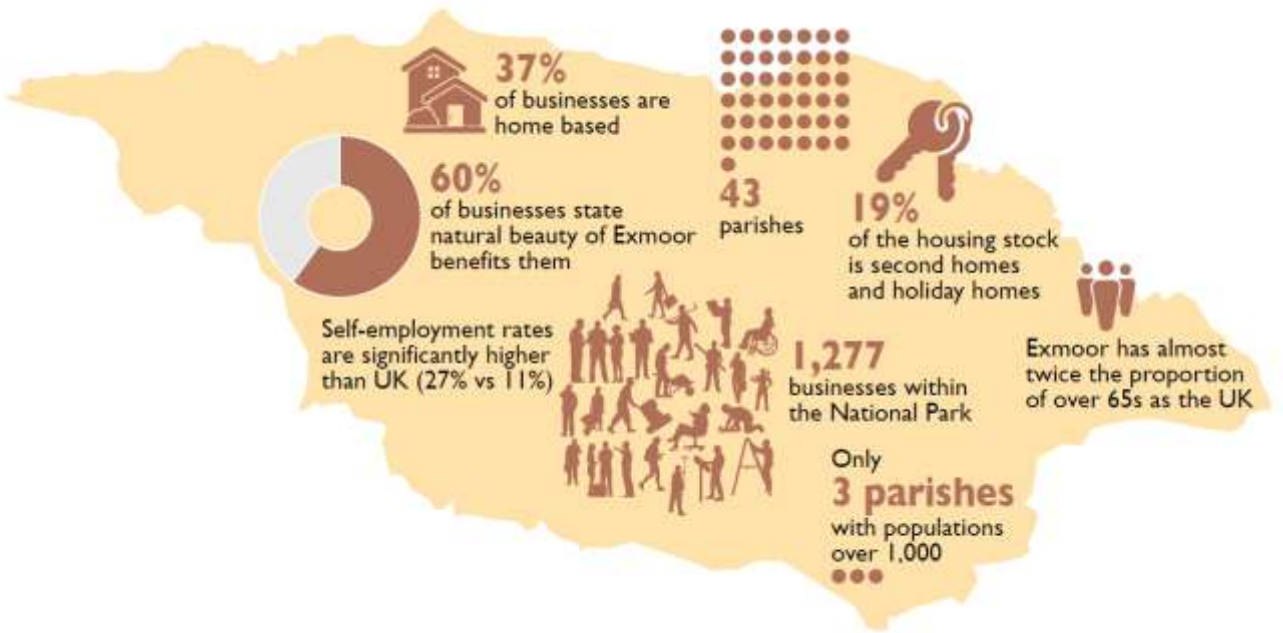 37%
of businesses are
home based
60%
of businesses state
natural beauty of Exmoor
benefits them
43
parishes
19%
of the housing stock
is second homes
and holiday homes
Self-employment rates
are significantly higher
than UK (27% vs 11%)
1,277
businesses within
the National Park
Exmoor has almost
twice the proportion
of over 65s as the UK
Only
3 parishes
with populations
over 1,000